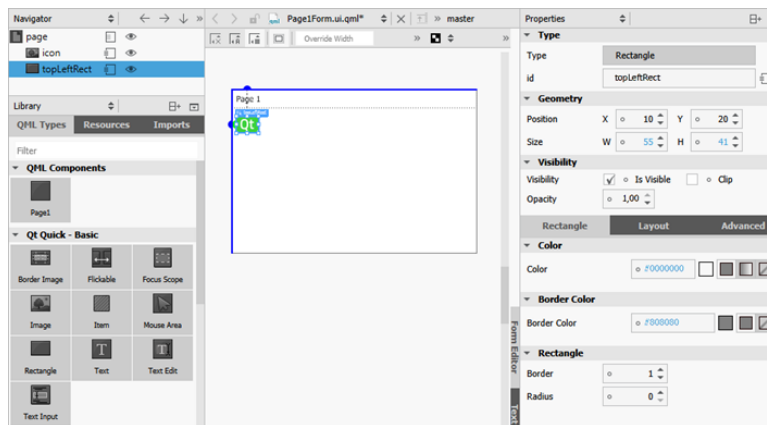 Navigator
page
icon
topLeftRect
Library
QML Types Resources Imports
Filter
QML Components
Page1
Qt Quick - Basic
Border Image Flickable Focus Scope
Image Item Mouse Area
Rectangle Text Text Edit
Text Input
Page1Form.ui.qml* master
Override Width
Page 1
Qt
Form Editor
Text
Properties
Type
Type Rectangle
id topLeftRect
Geometry
Position X 10 Y 20
Size W 55 H 41
Visibility
Visibility Is Visible Clip
Opacity 1,00
Rectangle Layout Advanced
Color
Color #0000000
Border Color
Border Color #808080
Rectangle
Border 1
Radius 0